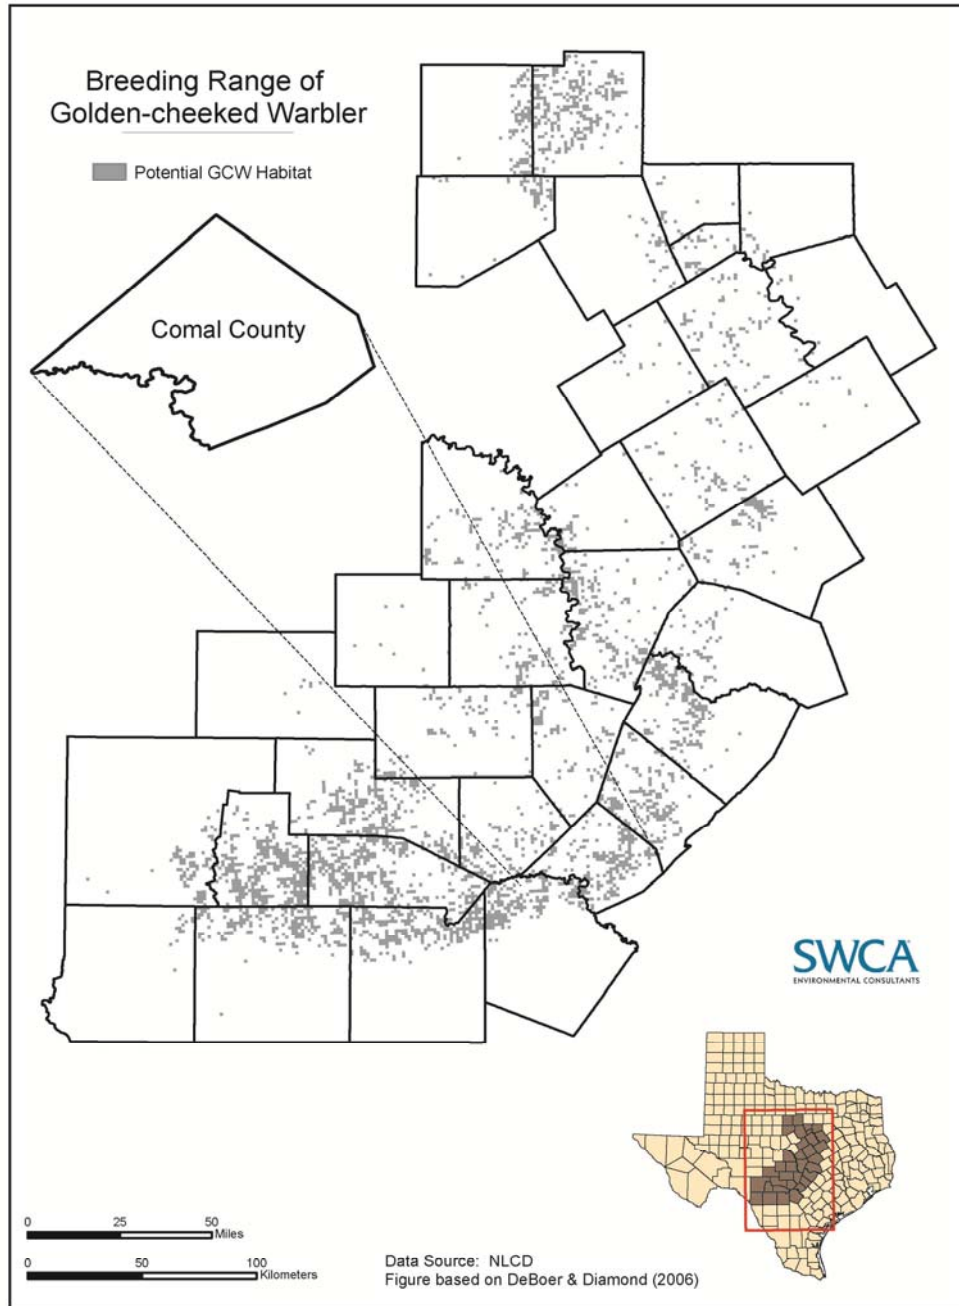 Breeding Range of
Golden-cheeked Warbler
Potential GCW Habitat
Comal County
SWCA
ENVIRONMENTAL CONSULTANTS
0 25 50
Miles
0 50 100
Kilometers
Data Source: NLCD
Figure based on DeBoer & Diamond (2006)